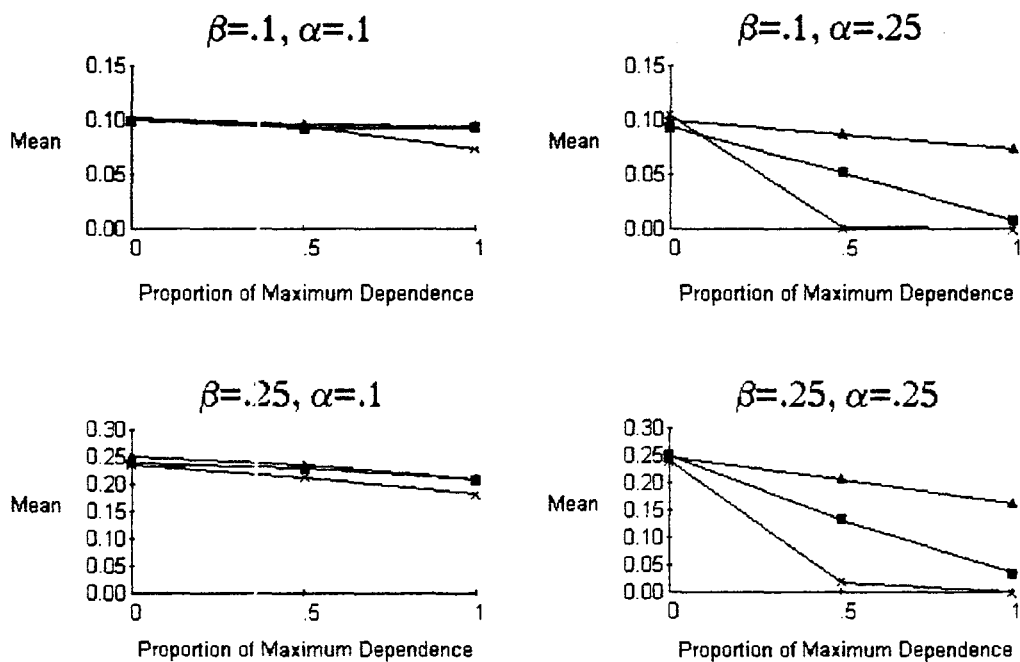 β=.1, α=.1
0.15
0.10
Mean
0.05
0.00
0
.5
1
Proportion of Maximum Dependence
β=.1, α=.25
0.15
0.10
Mean
0.05
0.00
0
.5
1
Proportion of Maximum Dependence
β=.25, α=.1
0.30
0.25
0.20
Mean
0.15
0.10
0.05
0.00
0
.5
1
Proportion of Maximum Dependence
β=.25, α=.25
0.30
0.25
0.20
Mean
0.15
0.10
0.05
0.00
0
.5
1
Proportion of Maximum Dependence